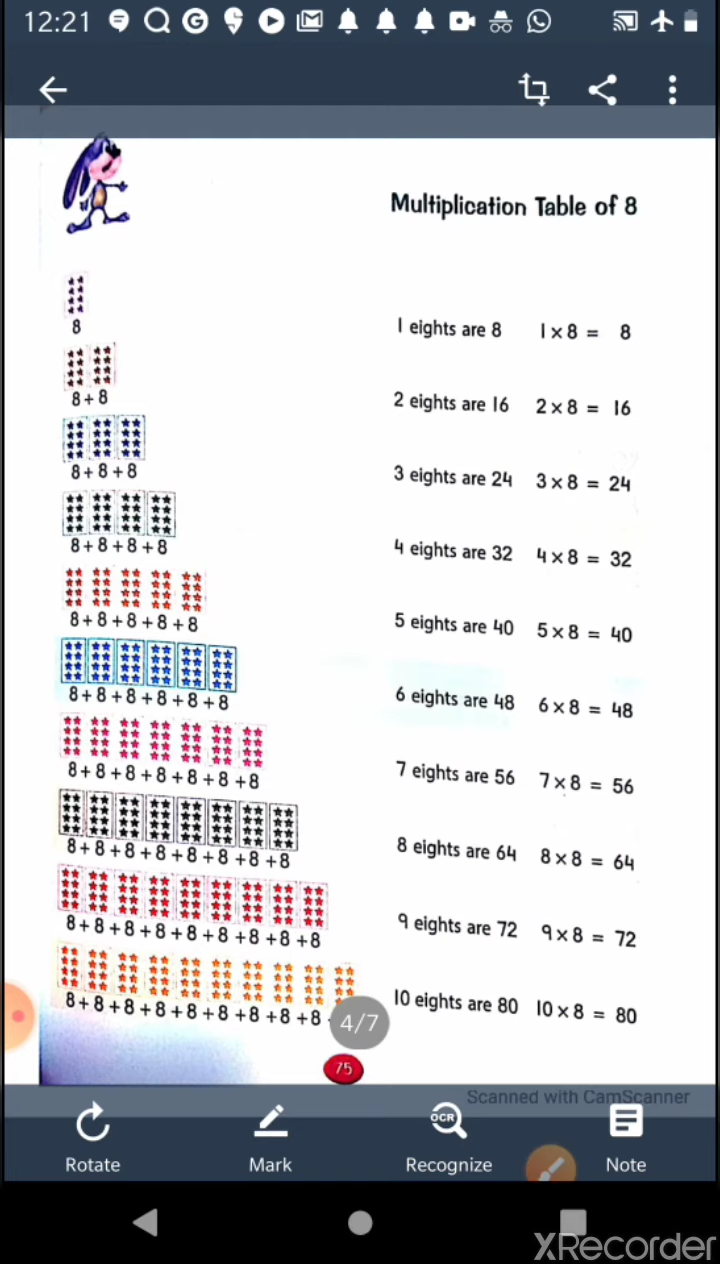 12:21
Multiplication Table of 8
8
1 eights are 8 1 × 8 = 8
8 + 8
2 eights are 16 2 × 8 = 16
8 + 8 + 8
3 eights are 24 3 × 8 = 24
8 + 8 + 8 + 8
4 eights are 32 4 × 8 = 32
8 + 8 + 8 + 8 + 8
5 eights are 40 5 × 8 = 40
8 + 8 + 8 + 8 + 8 + 8
6 eights are 48 6 × 8 = 48
8 + 8 + 8 + 8 + 8 + 8 + 8
7 eights are 56 7 × 8 = 56
8 + 8 + 8 + 8 + 8 + 8 + 8 + 8
8 eights are 64 8 × 8 = 64
8 + 8 + 8 + 8 + 8 + 8 + 8 + 8 + 8
9 eights are 72 9 × 8 = 72
8 + 8 + 8 + 8 + 8 + 8 + 8 + 8 + 8
10 eights are 80 10 × 8 = 80
4/7
75
Scanned with CamScanner
OCR
Rotate Mark Recognize Note
XRecorder